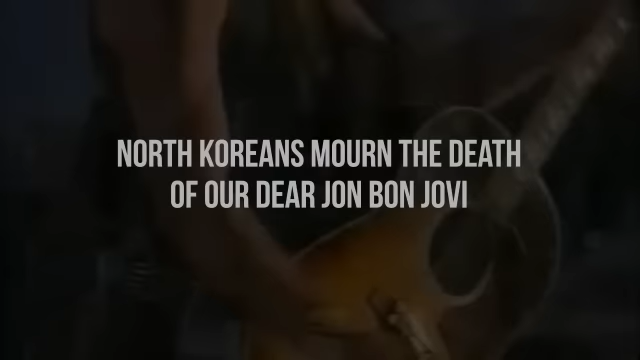 NORTH KOREANS MOURN THE DEATH
OF OUR DEAR JON BON JOVI